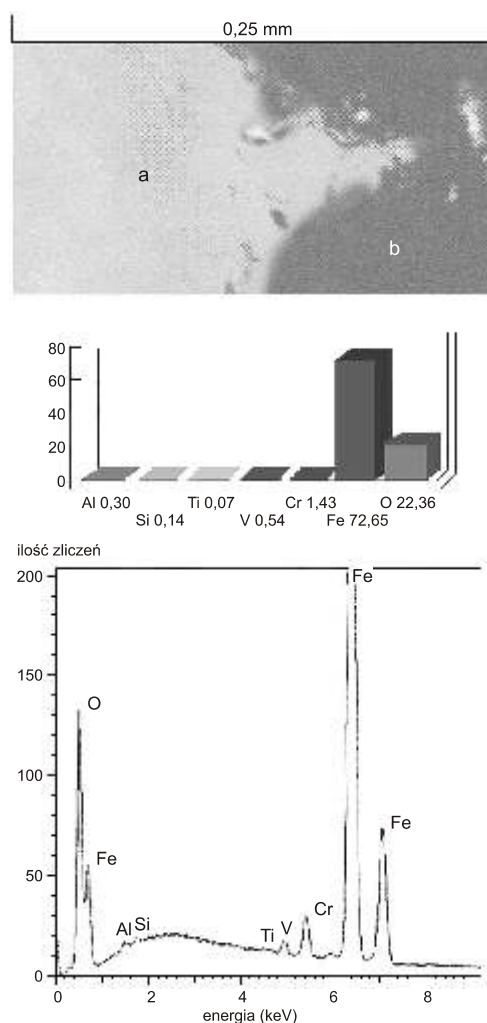 0,25 mm
a
b
80
60
40
20
0
Al 0,30 Ti 0,07 Cr 1,43 O 22,36
Si 0,14 V 0,54 Fe 72,65
ilość zliczeń
200
150
100
50
0
Fe
O
Fe
Fe
Al Si
Ti V Cr
0 2 4 6 8
energia (keV)